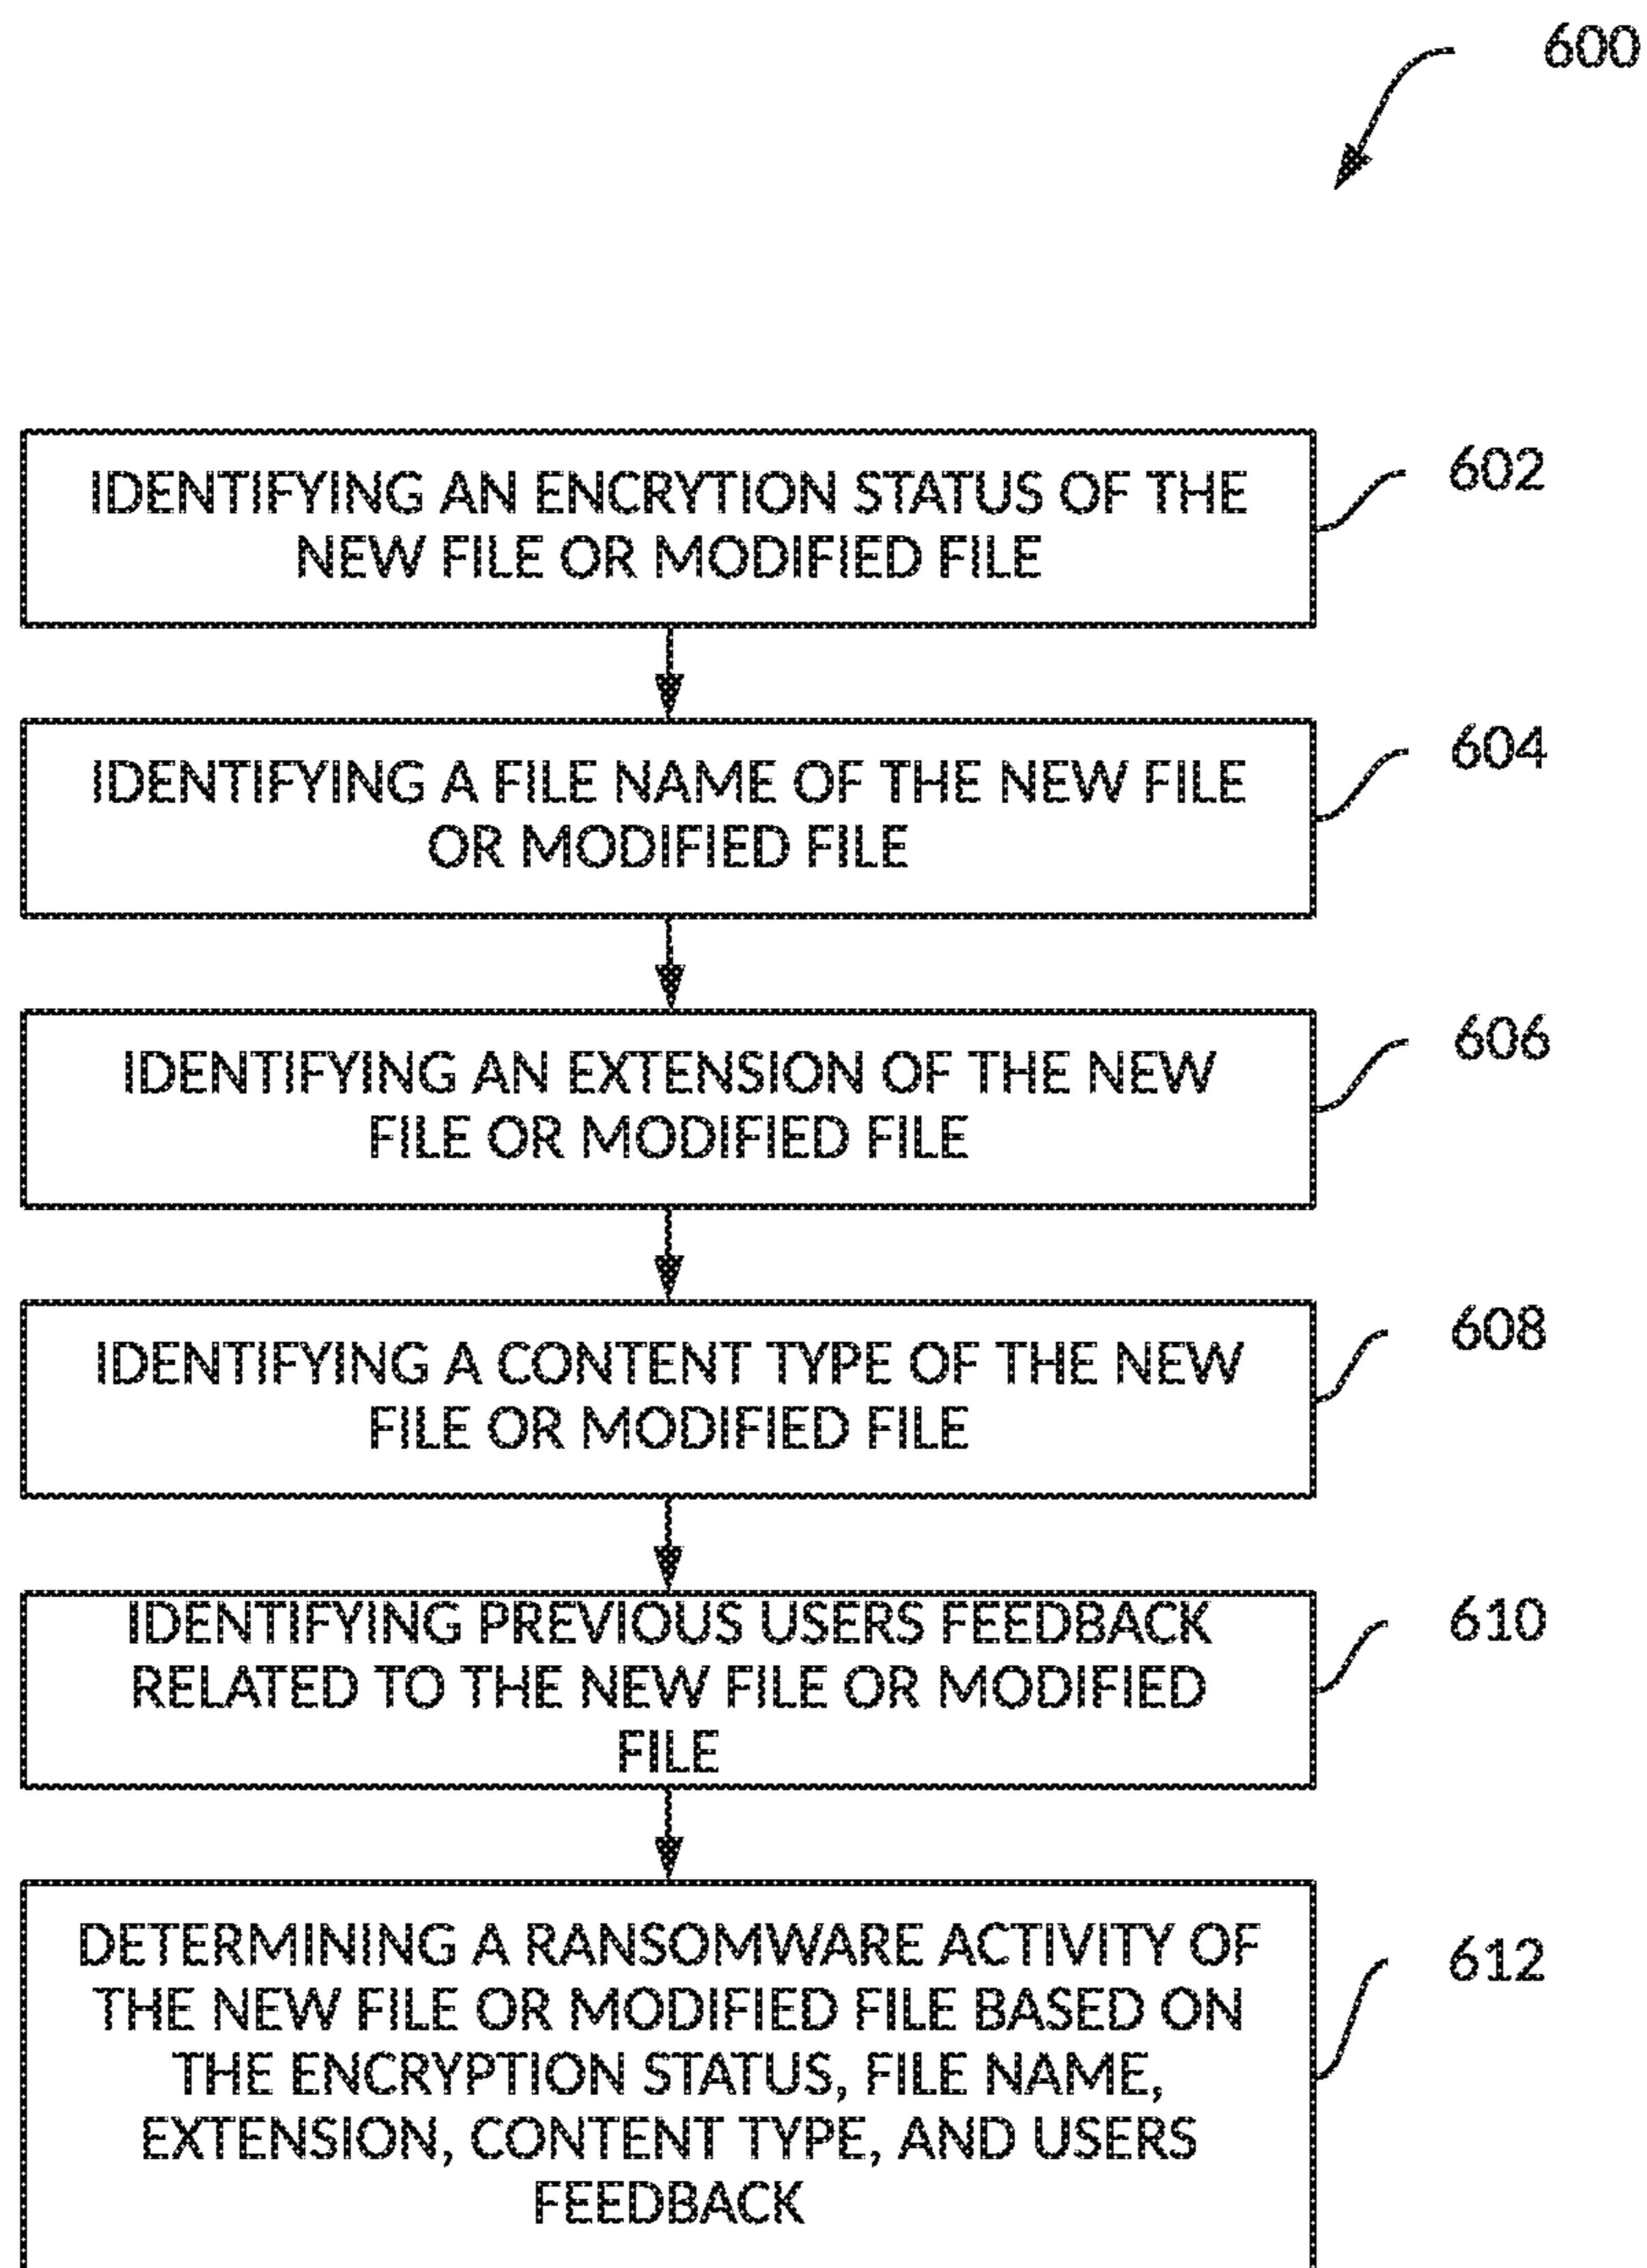 600
IDENTIFYING AN ENCRYTION STATUS OF THE
NEW FILE OR MODIFIED FILE
602
IDENTIFYING A FILE NAME OF THE NEW FILE
OR MODIFIED FILE
604
IDENTIFYING AN EXTENSION OF THE NEW
FILE OR MODIFIED FILE
606
IDENTIFYING A CONTENT TYPE OF THE NEW
FILE OR MODIFIED FILE
608
IDENTIFYING PREVIOUS USERS FEEDBACK
RELATED TO THE NEW FILE OR MODIFIED
FILE
610
DETERMINING A RANSOMWARE ACTIVITY OF
THE NEW FILE OR MODIFIED FILE BASED ON
THE ENCRYPTION STATUS, FILE NAME,
EXTENSION, CONTENT TYPE, AND USERS
FEEDBACK
612